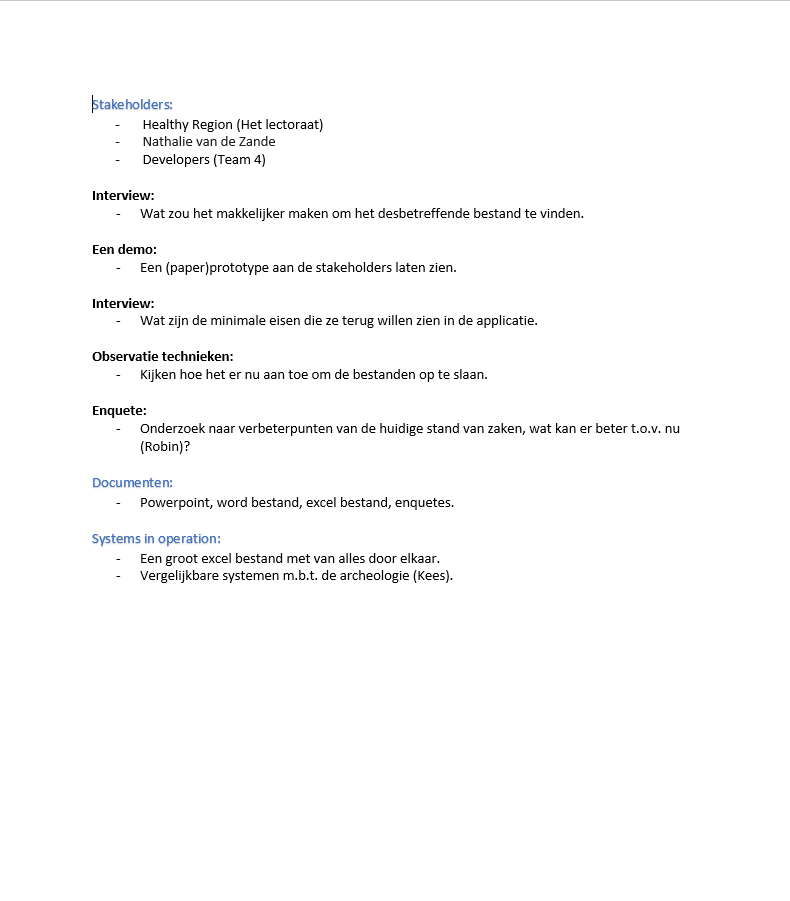 Stakeholders:
- Healthy Region (Het lectoraat)
- Nathalie van de Zande
- Developers (Team 4)
Interview:
- Wat zou het makkelijker maken om het desbetreffende bestand te vinden.
Een demo:
- Een (paper)prototype aan de stakeholders laten zien.
Interview:
- Wat zijn de minimale eisen die ze terug willen zien in de applicatie.
Observatie technieken:
- Kijken hoe het er nu aan toe om de bestanden op te slaan.
Enquete:
- Onderzoek naar verbeterpunten van de huidige stand van zaken, wat kan er beter t.o.v. nu
(Robin)?
Documenten:
- Powerpoint, word bestand, excel bestand, enquetes.
Systems in operation:
- Een groot excel bestand met van alles door elkaar.
- Vergelijkbare systemen m.b.t. de archeologie (Kees).